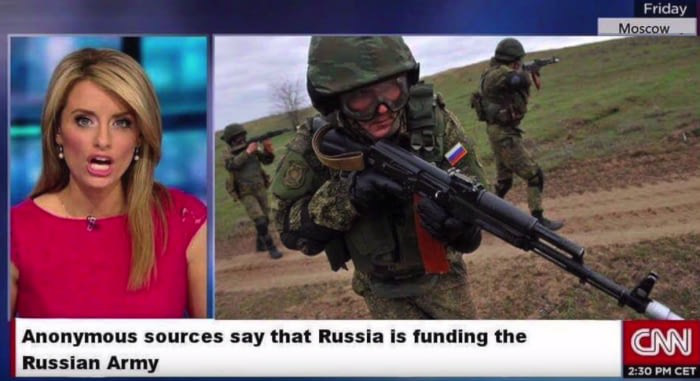 Friday
Moscow
Anonymous sources say that Russia is funding the
Russian Army
CNN
2:30 PM CET